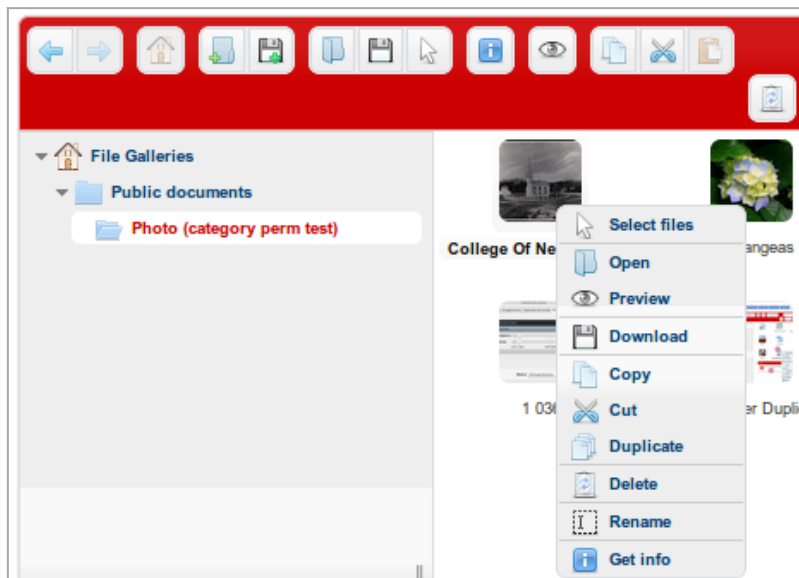 File Galleries
Public documents
Photo (category perm test)
College Of Ne
angeas
1 03
er Dupli
Select files
Open
Preview
Download
Copy
Cut
Duplicate
Delete
Rename
Get info